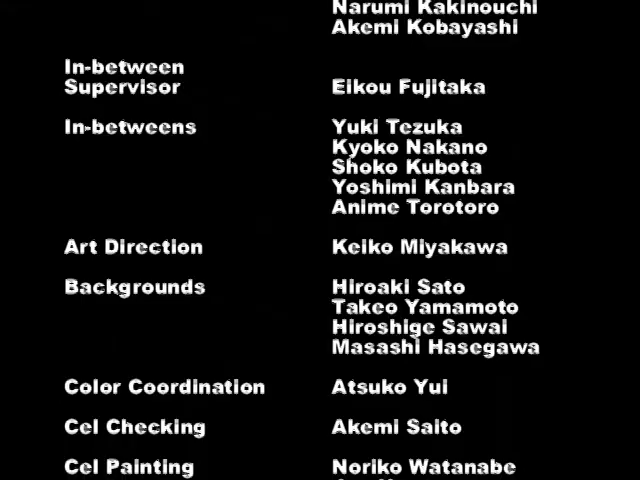 Narumi Kakinouchi
Akemi Kobayashi
In-between
Supervisor Eikou Fujitaka
In-betweens Yuki Tezuka
Kyoko Nakano
Shoko Kubota
Yoshimi Kanbara
Anime Torotoro
Art Direction Keiko Miyakawa
Backgrounds Hiroaki Sato
Takeo Yamamoto
Hiroshige Sawai
Masashi Hasegawa
Color Coordination Atsuko Yui
Cel Checking Akemi Saito
Cel Painting Noriko Watanabe